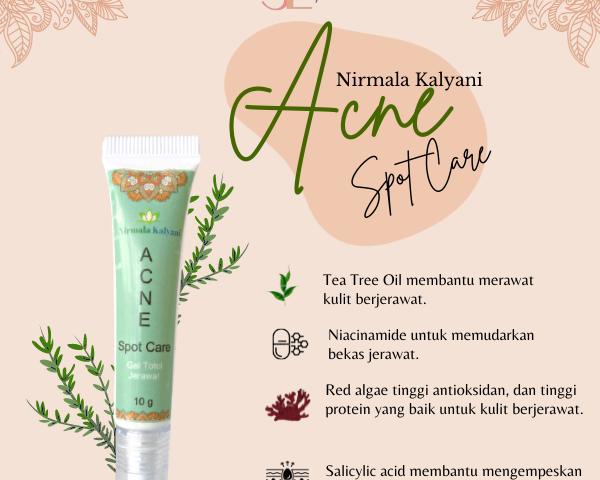 Nirmala Kalyani
Acne
Spot Care
Nirmala Kalyani
A
C
N
E
Spot Care
Gel Totol
Jerawat
10 g
Tea Tree Oil membantu merawat
kulit berjerawat.
Niacinamide untuk memudarkan
bekas jerawat.
Red algae tinggi antioksidan, dan tinggi
protein yang baik untuk kulit berjerawat.
Salicylic acid membantu mengempeskan